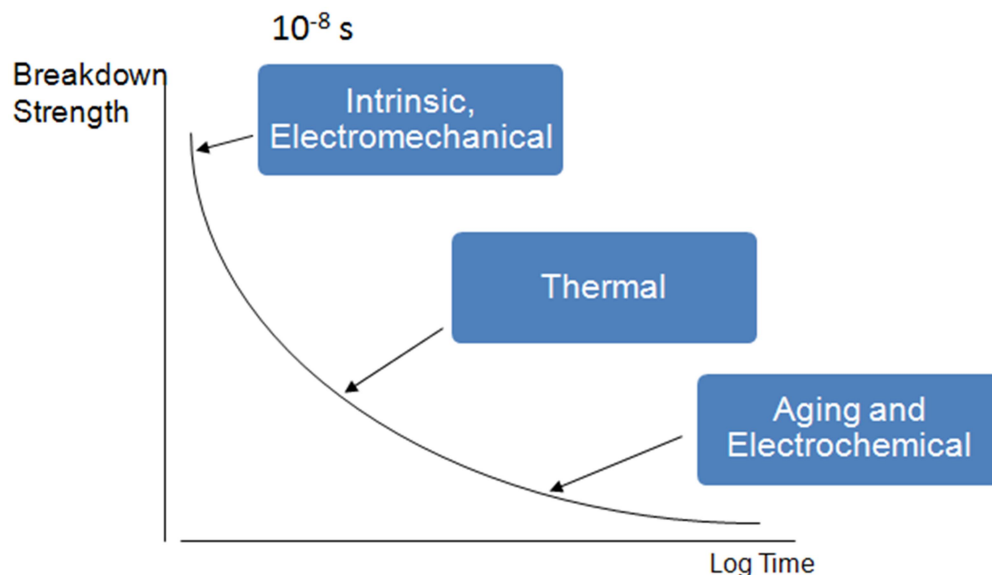 10⁻⁸ s
Breakdown
Strength
Intrinsic,
Electromechanical
Thermal
Aging and
Electrochemical
Log Time